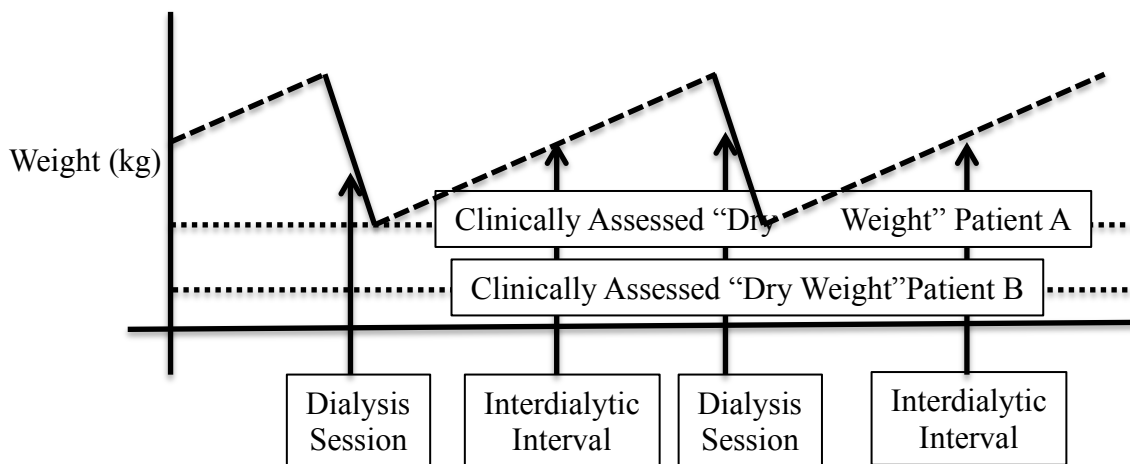 Weight (kg)
Clinically Assessed “Dry Weight” Patient A
Clinically Assessed “Dry Weight”Patient B
Dialysis
Session
Interdialytic
Interval
Dialysis
Session
Interdialytic
Interval